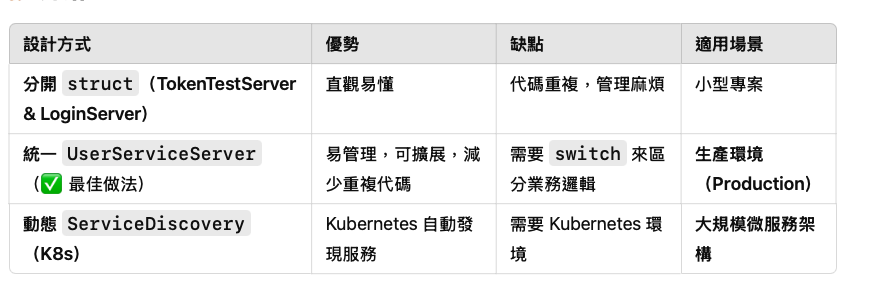 設計方式 優勢 缺點 適用場景
分開 struct（TokenTestServer & LoginServer） 直觀易懂 代碼重複，管理麻煩 小型專案
統一 UserServiceServer（✅ 最佳做法） 易管理，可擴展，減少重複代碼 需要 switch 來區分業務邏輯 生產環境（Production）
動態 ServiceDiscovery（K8s） Kubernetes 自動發現服務 需要 Kubernetes 環境 大規模微服務架構